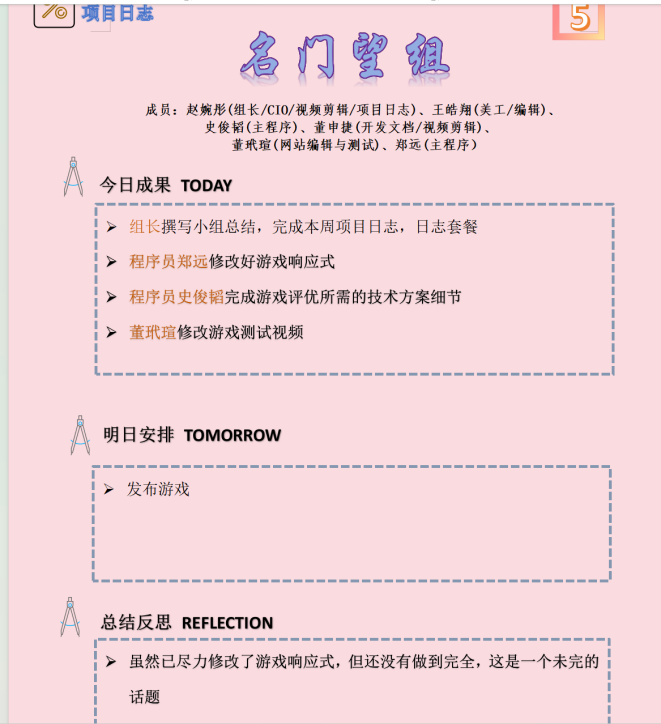 项目日志
5
名门望组
成员：赵婉彤(组长/CIO/视频剪辑/项目日志)、王皓翔(美工/编辑)、
史俊韬(主程序)、董申捷(开发文档/视频剪辑)、
董玳瑄(网站编辑与测试)、郑远(主程序)
今日成果 TODAY
➢ 组长撰写小组总结，完成本周项目日志，日志套餐
➢ 程序员郑远修改好游戏响应式
➢ 程序员史俊韬完成游戏评优所需的技术方案细节
➢ 董玳瑄修改游戏测试视频
明日安排 TOMORROW
➢ 发布游戏
总结反思 REFLECTION
➢ 虽然已尽力修改了游戏响应式，但还没有做到完全，这是一个未完的
话题